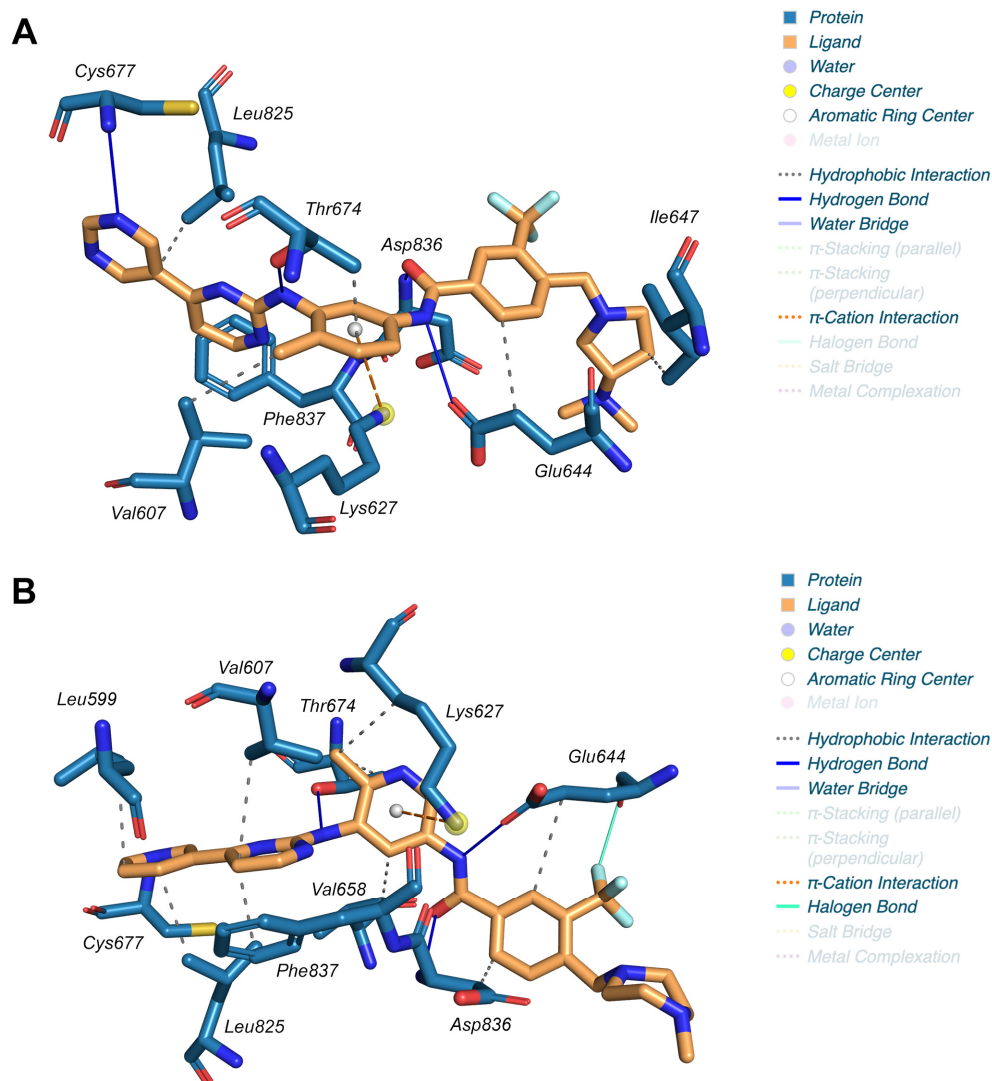 A
Cys677
Leu825
Thr674
Asp836
Ile647
Phe837
Glu644
Lys627
Val607
Protein
Ligand
Water
Charge Center
Aromatic Ring Center
Metal Ion
Hydrophobic Interaction
Hydrogen Bond
Water Bridge
π-Stacking (parallel)
π-Stacking
(perpendicular)
π-Cation Interaction
Halogen Bond
Salt Bridge
Metal Complexation
B
Val607
Leu599
Thr674
Lys627
Glu644
Val658
Cys677
Phe837
Leu825
Asp836
Protein
Ligand
Water
Charge Center
Aromatic Ring Center
Metal Ion
Hydrophobic Interaction
Hydrogen Bond
Water Bridge
π-Stacking (parallel)
π-Stacking
(perpendicular)
π-Cation Interaction
Halogen Bond
Salt Bridge
Metal Complexation